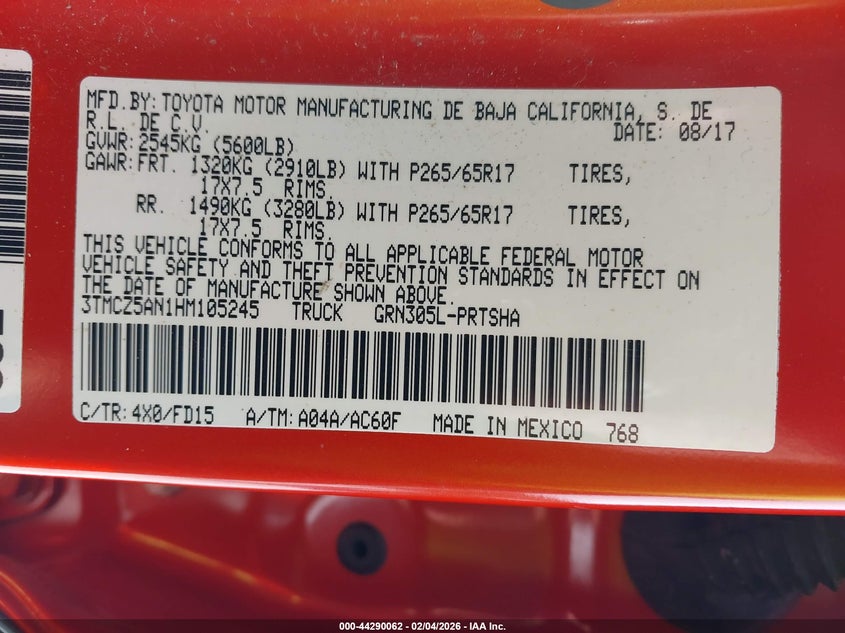 MFD.BY: TOYOTA MOTOR MANUFACTURING DE BAJA CALIFORNIA, S. DE
R.L. DE C.V. DATE: 08/17
GVWR: 2545KG (5600LB)
GAWR: FRT. 1320KG (2910LB) WITH P265/65R17 TIRES,
17X7.5 RIMS,
RR. 1490KG (3280LB) WITH P265/65R17 TIRES,
17X7.5 RIMS,
THIS VEHICLE CONFORMS TO ALL APPLICABLE FEDERAL MOTOR
VEHICLE SAFETY AND THEFT PREVENTION STANDARDS IN EFFECT ON
THE DATE OF MANUFACTURE SHOWN ABOVE.
3TMCZ5AN1HM105245 TRUCK GRN305L-PRTSHA
C/TR: 4X0/FD15 A/TM: A04A/AC60F MADE IN MEXICO 768
000-44290062 - 02/04/2026 - IAA Inc.